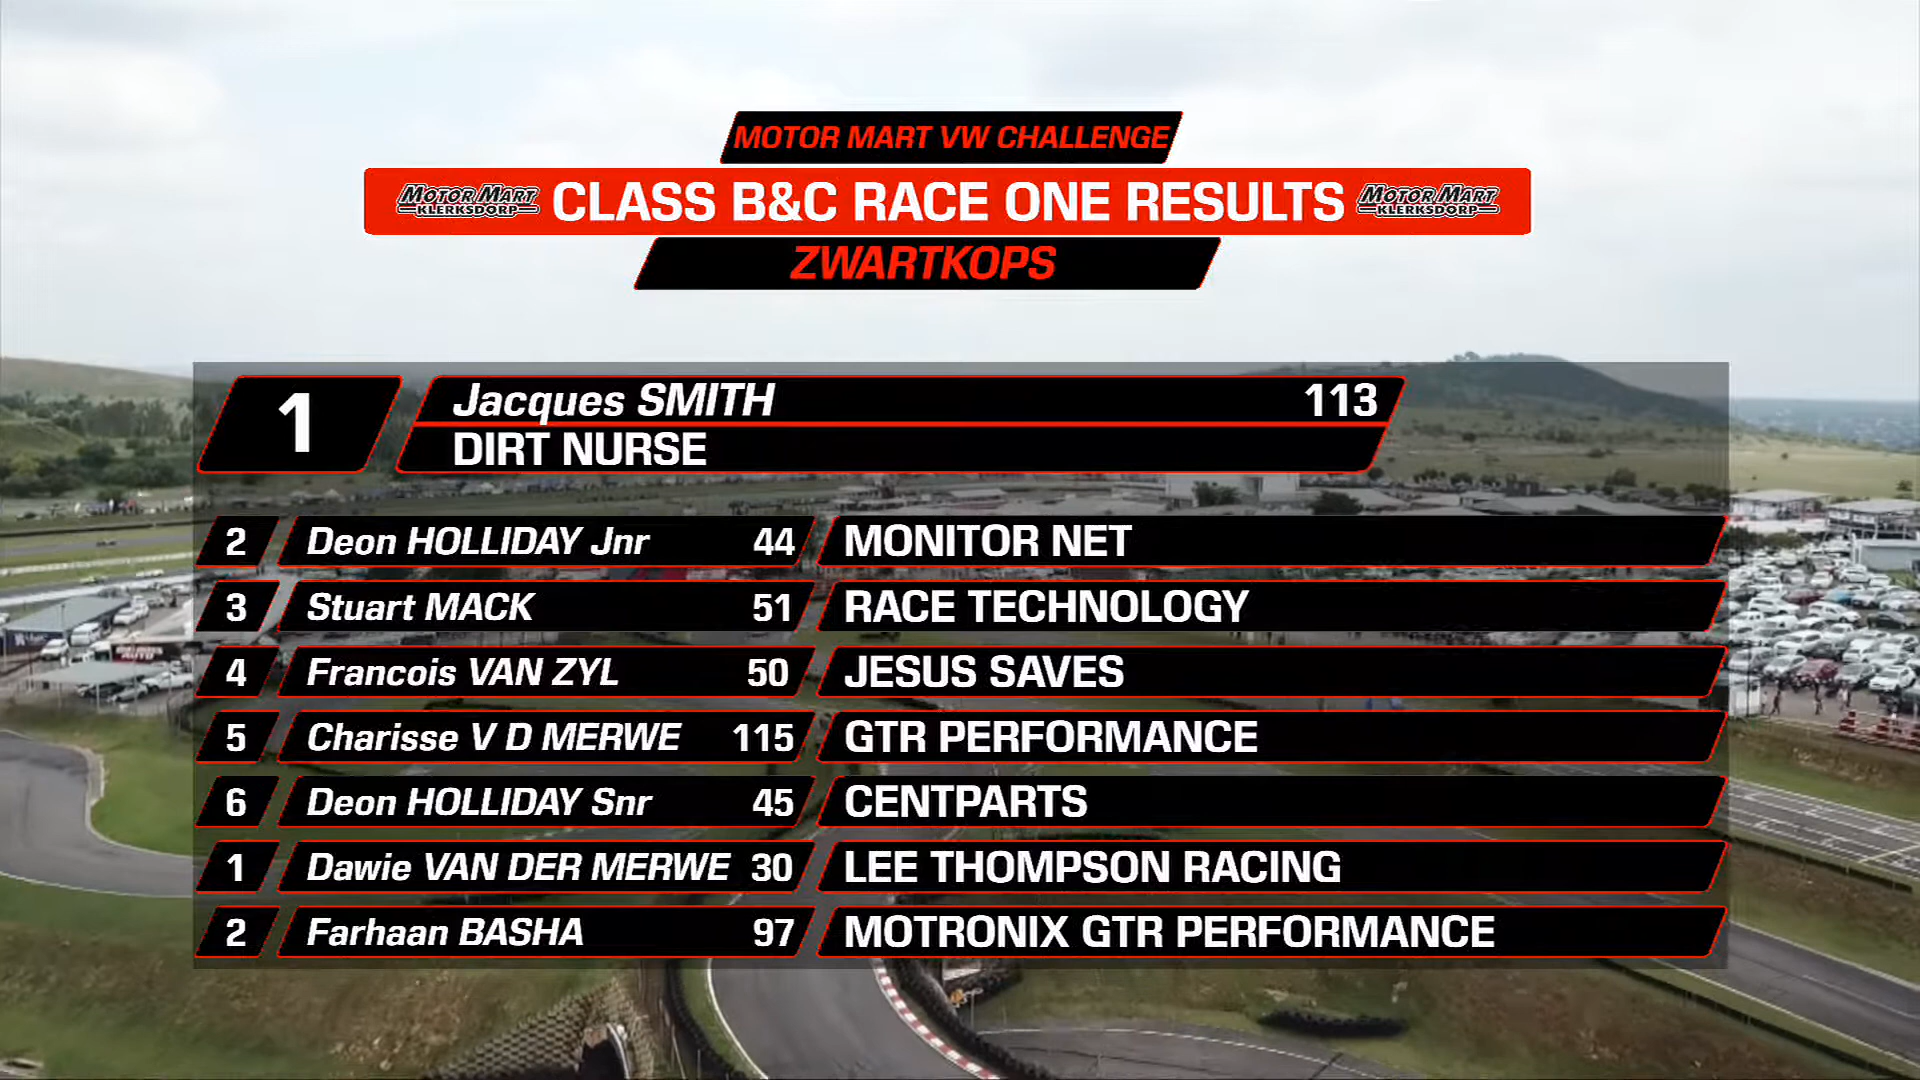 MOTOR MART VW CHALLENGE
MOTOR MART KLERKSDORP CLASS B&C RACE ONE RESULTS MOTOR MART KLERKSDORP
ZWARTKOPS
1 Jacques SMITH 113
DIRT NURSE
2 Deon HOLLIDAY Jnr 44 MONITOR NET
3 Stuart MACK 51 RACE TECHNOLOGY
4 Francois VAN ZYL 50 JESUS SAVES
5 Charisse V D MERWE 115 GTR PERFORMANCE
6 Deon HOLLIDAY Snr 45 CENTPARTS
1 Dawie VAN DER MERWE 30 LEE THOMPSON RACING
2 Farhaan BASHA 97 MOTRONIX GTR PERFORMANCE